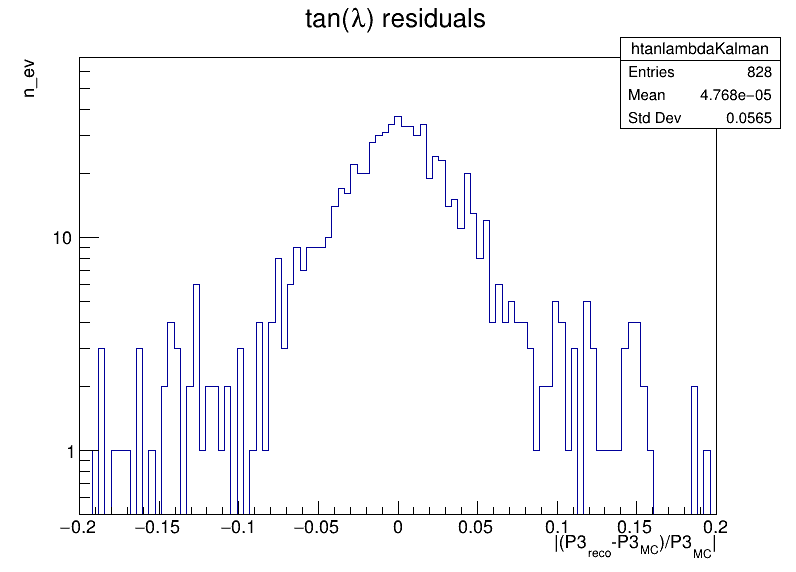 tan(λ) residuals
htanlambdaKalman
Entries 828
Mean 4.768e−05
Std Dev 0.0565
n_ev
10
1
−0.2 −0.15 −0.1 −0.05 0 0.05 0.1 0.15 0.2
|(P3reco-P3MC)/P3MC|